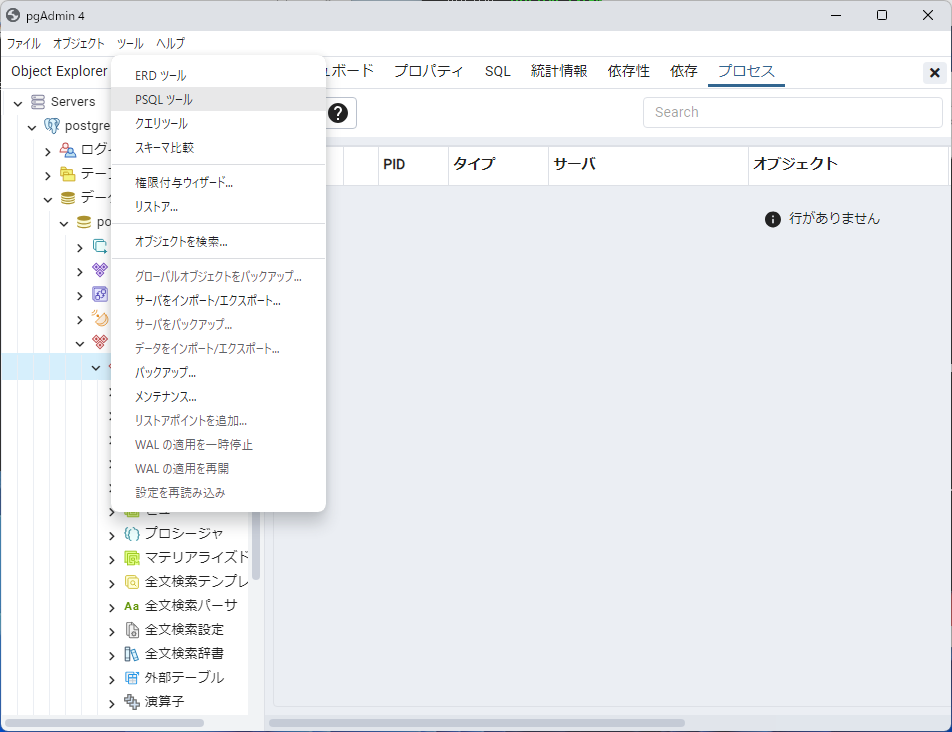 pgAdmin 4
ファイル オブジェクト ツール ヘルプ
Object Explorer
ュボード プロパティ SQL 統計情報 依存性 依存 プロセス
Servers
postgre
ログイ
テー
データ
po
ERD ツール
PSQL ツール
クエリツール
スキーマ比較
権限付与ウィザード...
リストア...
オブジェクトを検索...
グローバルオブジェクトをバックアップ...
サーバをインポート/エクスポート...
サーバをバックアップ...
データをインポート/エクスポート...
バックアップ...
メンテナンス...
リストアポイントを追加...
WAL の適用を一時停止
WAL の適用を再開
設定を再読み込み
Search
PID タイプ サーバ オブジェクト
行がありません
プロシージャ
マテリアライズド
全文検索テンプレ
Aa 全文検索パーサ
全文検索設定
全文検索辞書
外部テーブル
演算子